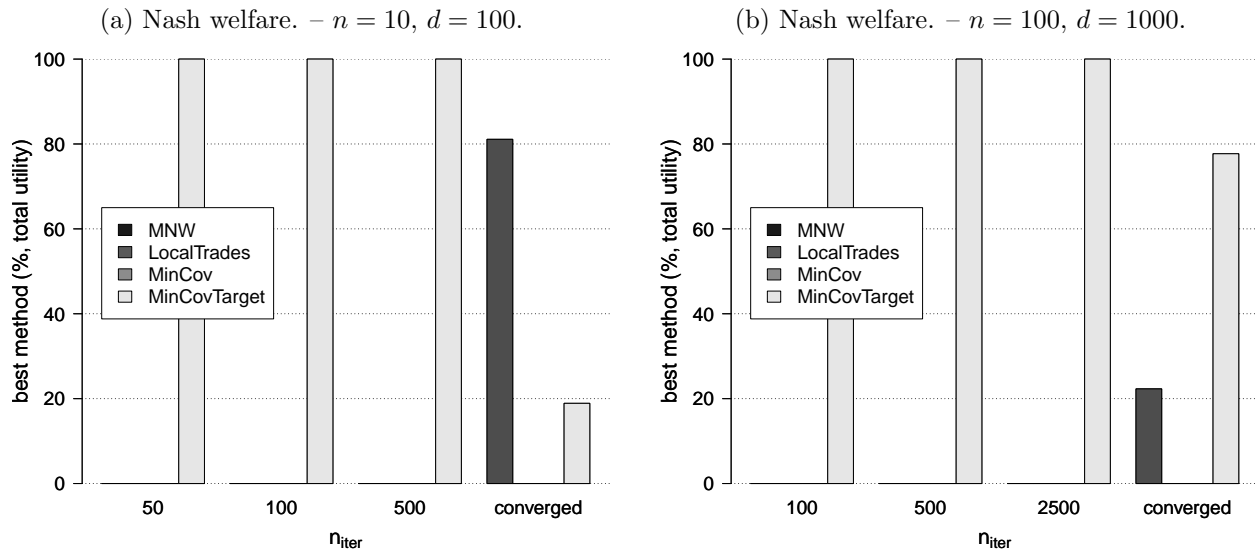 (a) Nash welfare. – n = 10, d = 100.
best method (%, total utility)
100
80
60
40
20
0
MNW
LocalTrades
MinCov
MinCovTarget
50 100 500 converged
n_iter
(b) Nash welfare. – n = 100, d = 1000.
best method (%, total utility)
100
80
60
40
20
0
MNW
LocalTrades
MinCov
MinCovTarget
100 500 2500 converged
n_iter